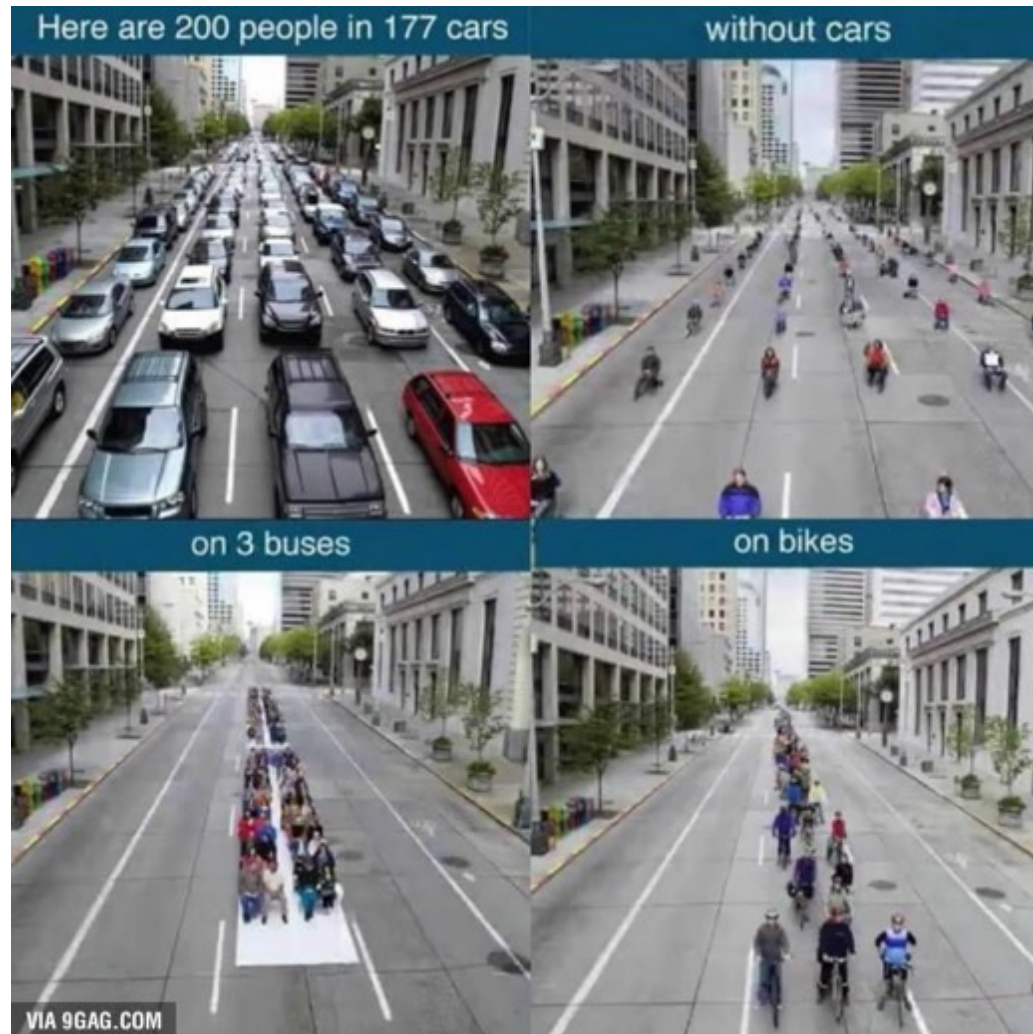 Here are 200 people in 177 cars
without cars
on 3 buses
on bikes
VIA 9GAG.COM